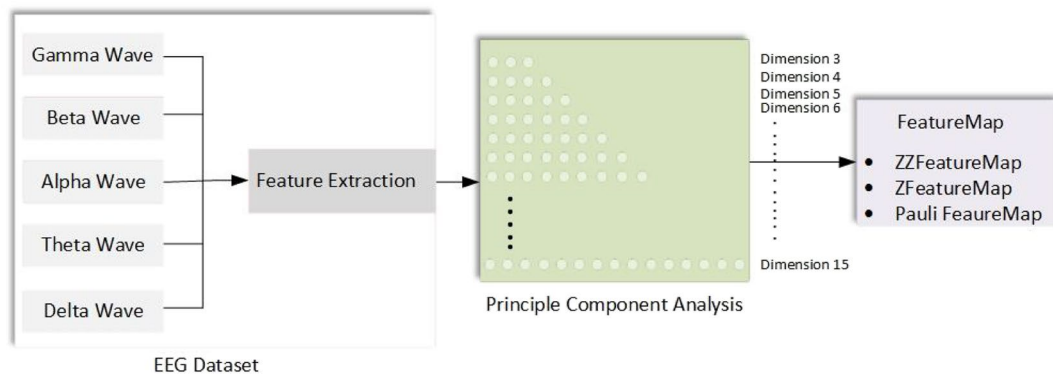 Gamma Wave
Beta Wave
Alpha Wave
Theta Wave
Delta Wave
Feature Extraction
EEG Dataset
Principle Component Analysis
Dimension 3
Dimension 4
Dimension 5
Dimension 6
Dimension 15
FeatureMap
• ZZFeatureMap
• ZFeatureMap
• Pauli FeaureMap